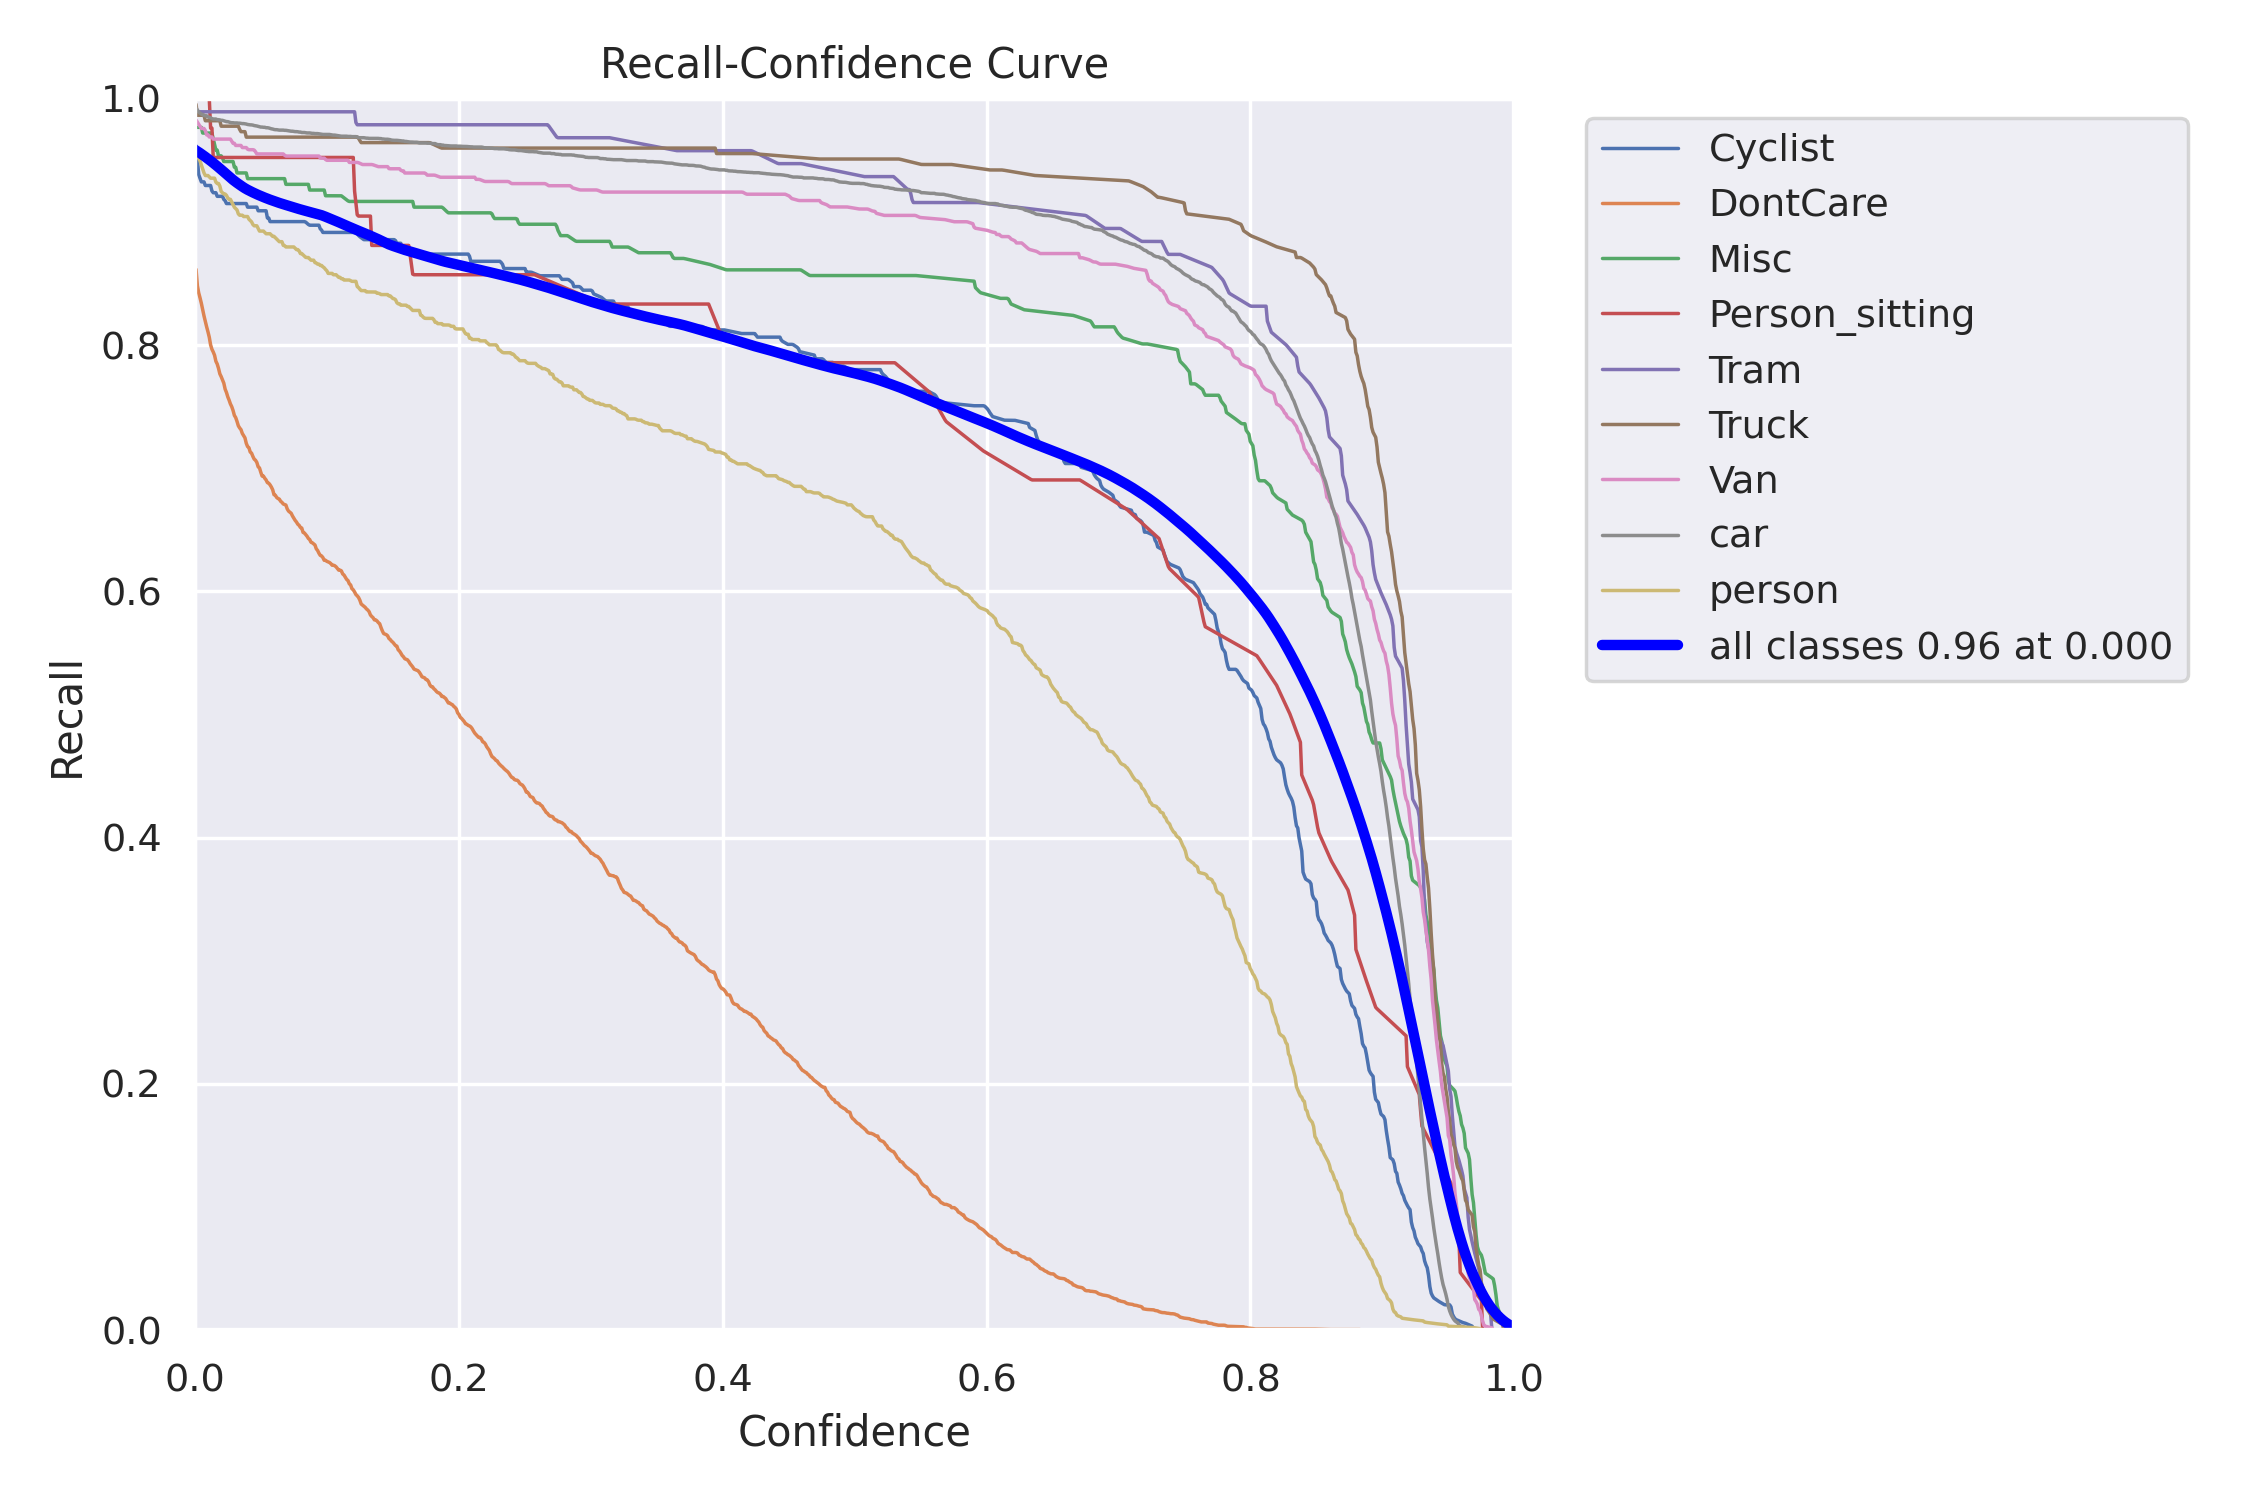 Recall-Confidence Curve
1.0
0.8
0.6
0.4
0.2
0.0
Recall
0.0 0.2 0.4 0.6 0.8 1.0
Confidence
Cyclist
DontCare
Misc
Person_sitting
Tram
Truck
Van
car
person
all classes 0.96 at 0.000